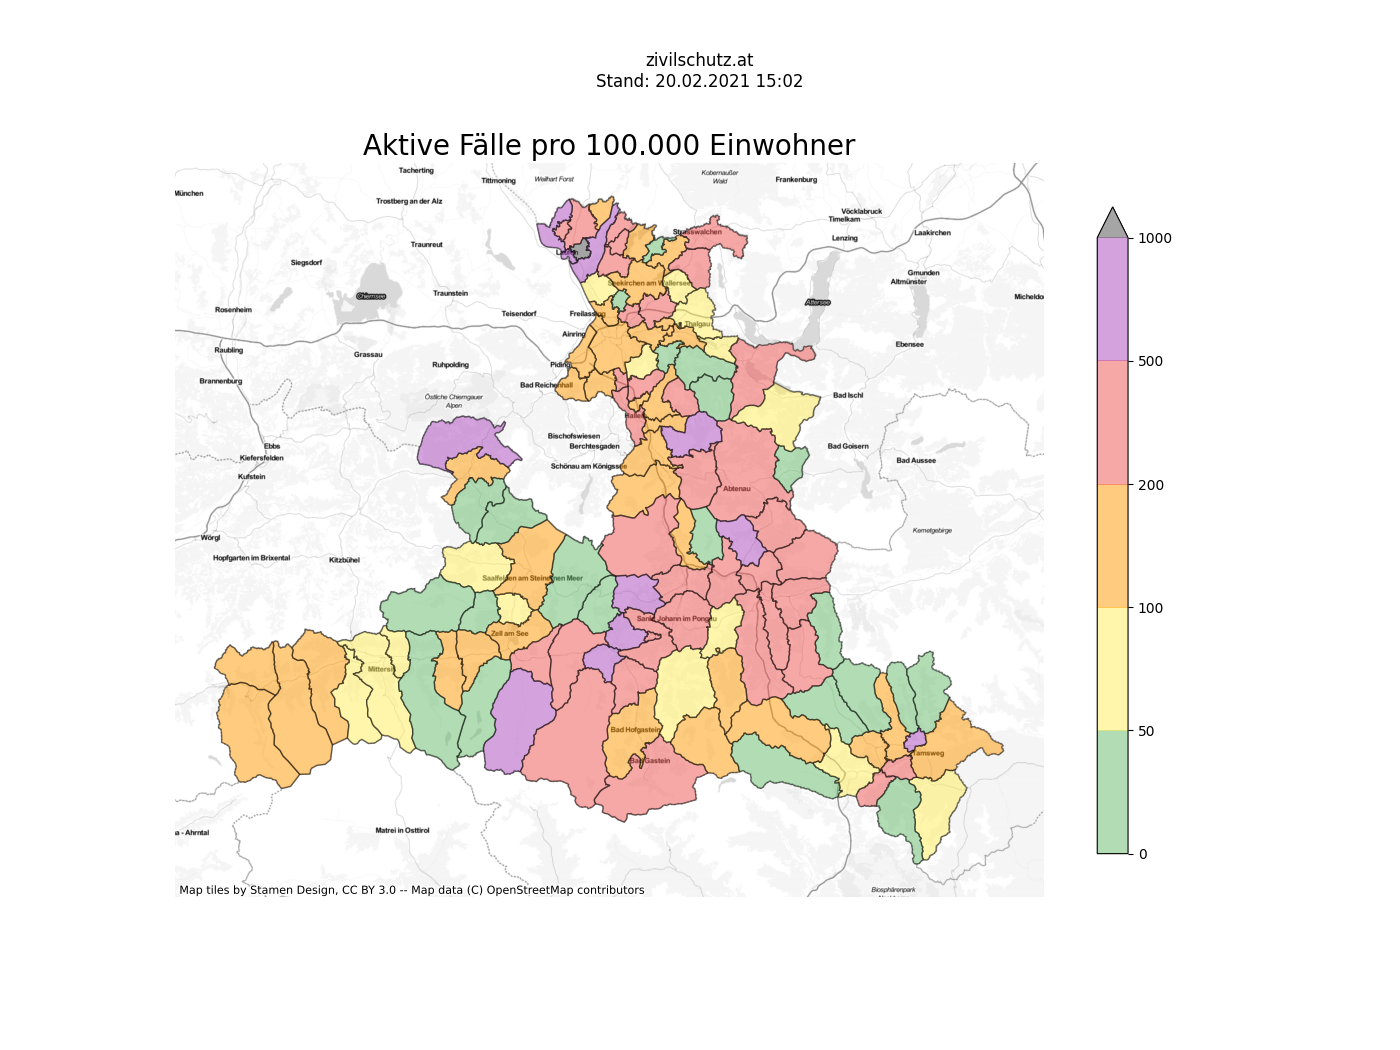 zivilschutz.at
Stand: 20.02.2021 15:02
Aktive Fälle pro 100.000 Einwohner
Tacherting
Tittmoning
Weilhart Forst
Kobernaußer
Wald
Frankenburg
München
Trostberg an der Alz
Vöcklabruck
Timelkam
Laakirchen
Strasswalchen
Lenzing
Traunreut
Siegsdorf
Gmunden
Altmünster
Seekirchen am Wallersee
Chiemsee
Traunstein
Attersee
Micheldo
Rosenheim
Teisendorf
Freilassing
Thalgau
Ainring
Ebensee
Raubling
Grassau
Ruhpolding
Piding
Brannenburg
Bad Reichenhall
Östliche Chiemgauer
Alpen
Bad Ischl
Hallein
Bischofswiesen
Berchtesgaden
Bad Goisern
Ebbs
Kiefersfelden
Schönau am Königssee
Bad Aussee
Kufstein
Abtenau
Kemetgebirge
Wörgl
Hopfgarten im Brixental
Kitzbühel
Saalfelden am Steinernen Meer
Sankt Johann im Pongau
Zell am See
Mittersill
Bad Hofgastein
Tamsweg
Bad Gastein
a - Ahrntal
Matrei in Osttirol
Biosphärenpark
Map tiles by Stamen Design, CC BY 3.0 -- Map data (C) OpenStreetMap contributors
1000
500
200
100
50
0